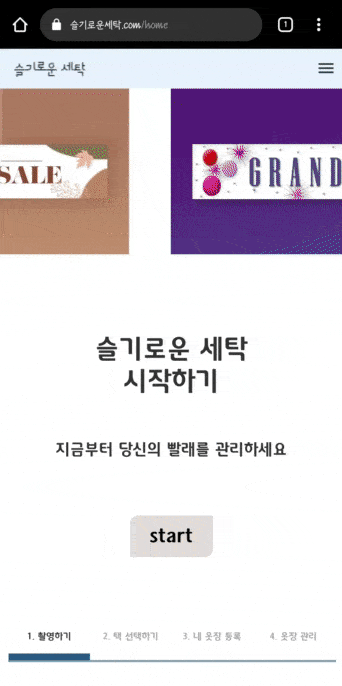 슬기로운세탁.com/home
1
슬기로운 세탁
SALE
GRAND
슬기로운 세탁
시작하기
지금부터 당신의 빨래를 관리하세요
start
1. 촬영하기
2. 택 선택하기
3. 내 옷장 등록
4. 옷장 관리